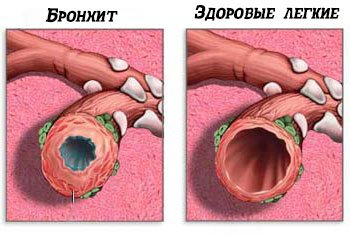 Бронхит
Здоровые легкие